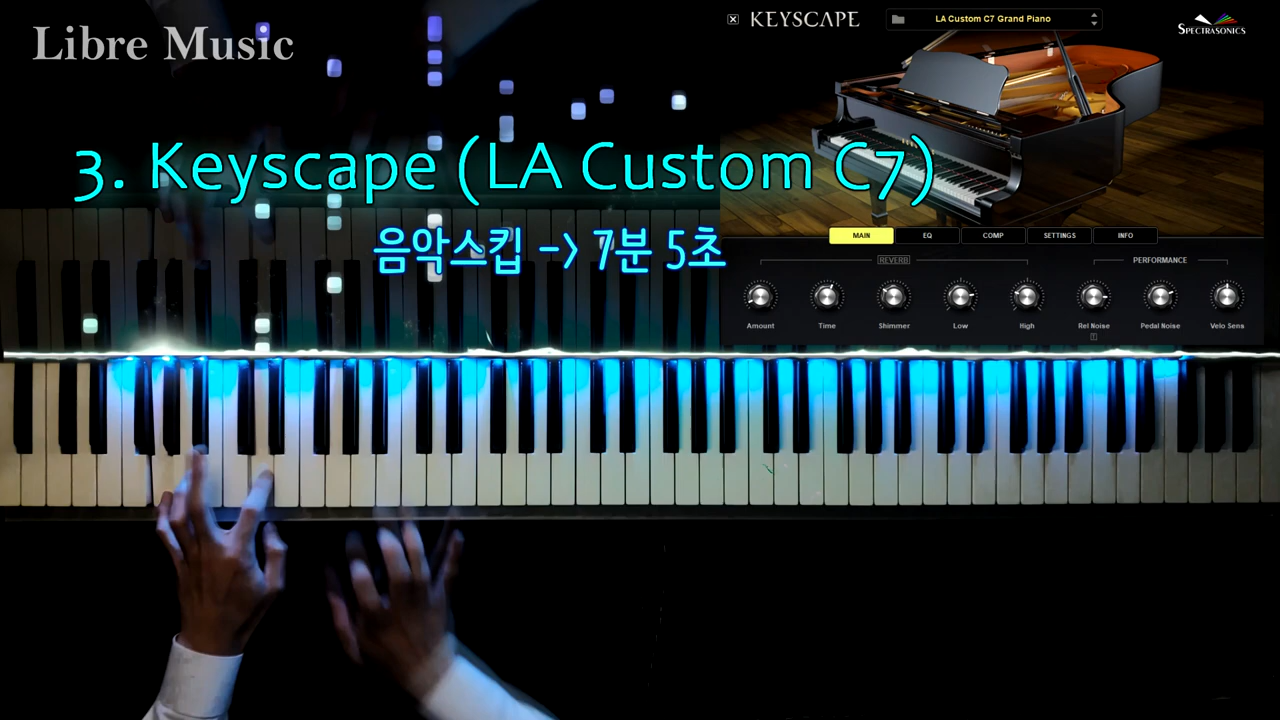 Libre Music
KEYSCAPE
LA Custom C7 Grand Piano
SPECTRASONICS
3. Keyscape (LA Custom C7)
음악스킵 -> 7분 5초
MAIN
EQ
COMP
SETTINGS
INFO
REVERB
PERFORMANCE
Amount
Time
Shimmer
Low
High
Rel Noise
Pedal Noise
Velo Sens